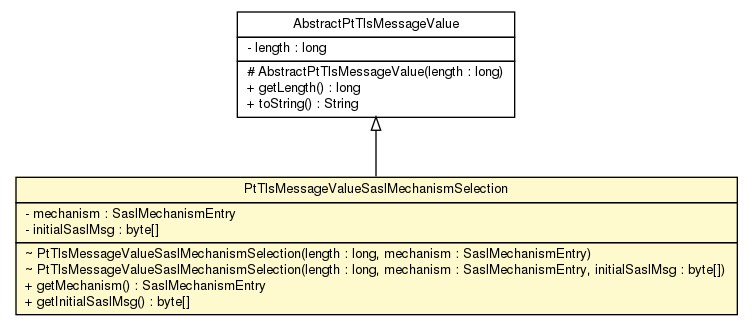 AbstractPtTlsMessageValue
- length : long
# AbstractPtTlsMessageValue(length : long)
+ getLength() : long
+ toString() : String
PtTlsMessageValueSaslMechanismSelection
- mechanism : SaslMechanismEntry
- initialSaslMsg : byte[]
~ PtTlsMessageValueSaslMechanismSelection(length : long, mechanism : SaslMechanismEntry)
~ PtTlsMessageValueSaslMechanismSelection(length : long, mechanism : SaslMechanismEntry, initialSaslMsg : byte[])
+ getMechanism() : SaslMechanismEntry
+ getInitialSaslMsg() : byte[]